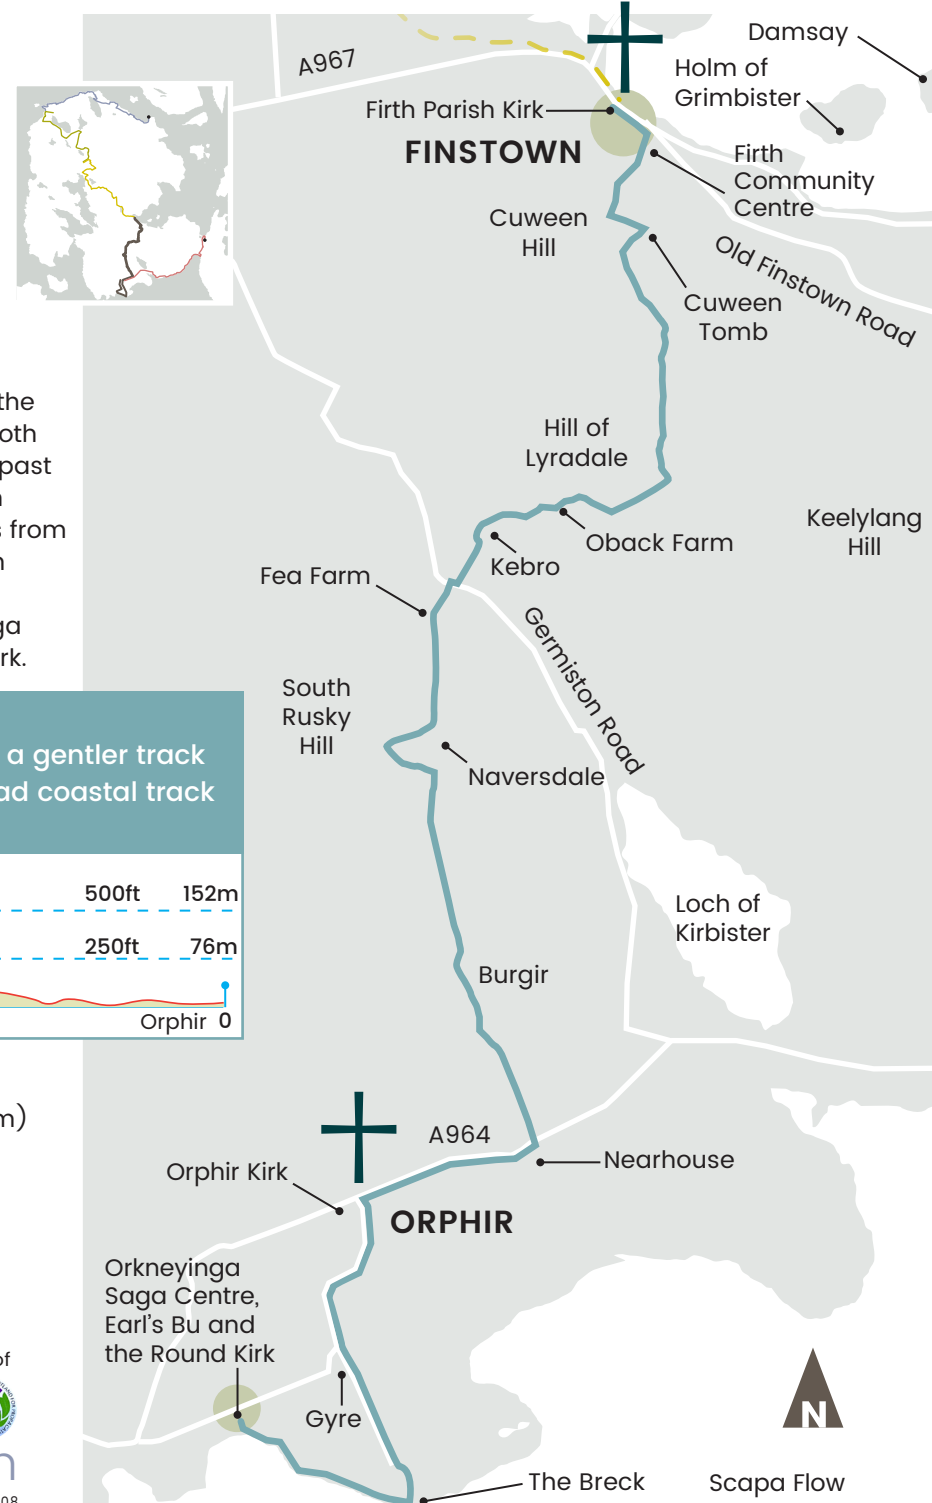 Damsay
A967
Holm of
Grimbister
Firth Parish Kirk
FINSTOWN
Firth
Community
Centre
Cuween
Hill
Old Finstown Road
Cuween
Tomb
the
oth
past
s from
ga
rk.
Hill of
Lyradale
Keelylang
Hill
Oback Farm
Kebro
Fea Farm
Germiston Road
South
Rusky
Hill
Naversdale
a gentler track
ad coastal track
500ft 152m
250ft 76m
Orphir 0
Loch of
Kirbister
Burgir
m)
A964
Nearhouse
Orphir Kirk
ORPHIR
Orkneyinga
Saga Centre,
Earl's Bu and
the Round Kirk
of
Gyre
N
The Breck
Scapa Flow